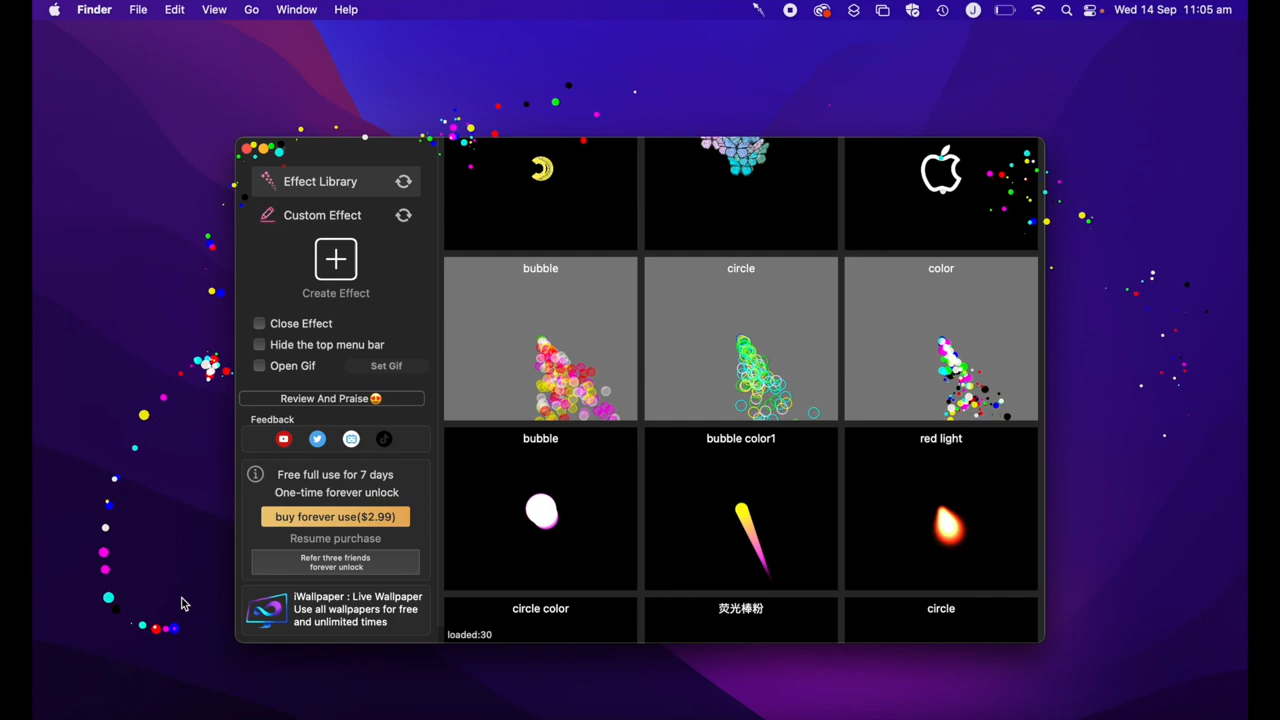 Finder File Edit View Go Window Help
J
Wed 14 Sep 11:05 am
Effect Library
Custom Effect
Create Effect
Close Effect
Hide the top menu bar
Open Gif
Set Gif
Review And Praise😍
Feedback
Free full use for 7 days
One-time forever unlock
buy forever use($2.99)
Resume purchase
Refer three friends
forever unlock
iWallpaper : Live Wallpaper
Use all wallpapers for free
and unlimited times
bubble
circle
color
bubble
bubble color1
red light
circle color
荧光棒粉
circle
loaded:30